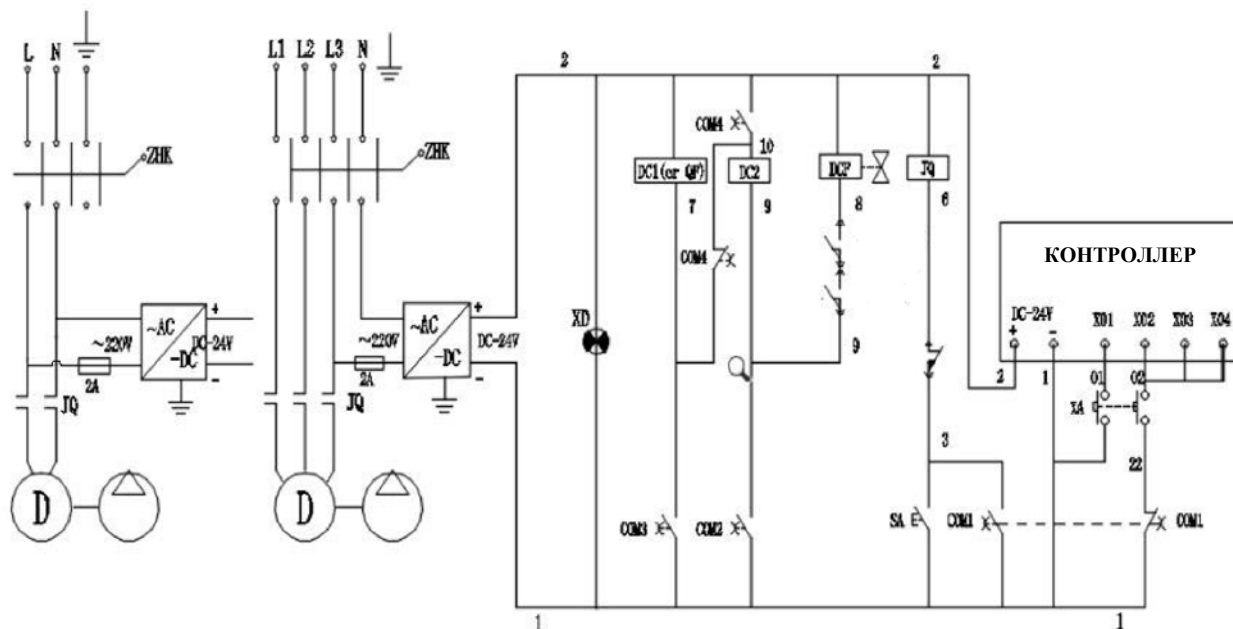 L N
ZHK
~AC
-DC
+
-
~220V
DC-24V
2A
JQ
D
L1 L2 L3 N
ZHK
~AC
-DC
+
-
~220V
DC-24V
2A
JQ
D
2
2
XD
COM4
10
DC1(or QF)
DC2
DCF
JQ
7
9
8
6
COM4
9
КОНТРОЛЛЕР
DC-24V
+
-
X01 X02 X03 X04
2
1
01
02
XA
3
22
COM3
COM2
SA
COM1
COM1
1
1